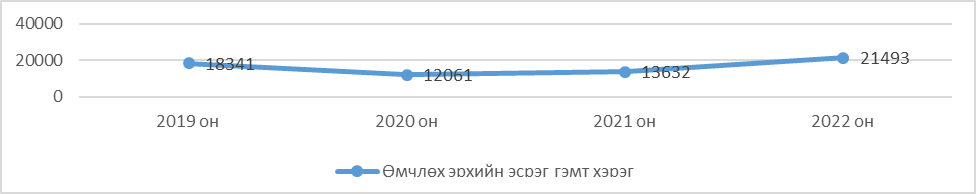 40000
20000
0
18341
12061
13632
21493
2019 он
2020 он
2021 он
2022 он
Өмчлөх эрхийн эсрэг гэмт хэрэг